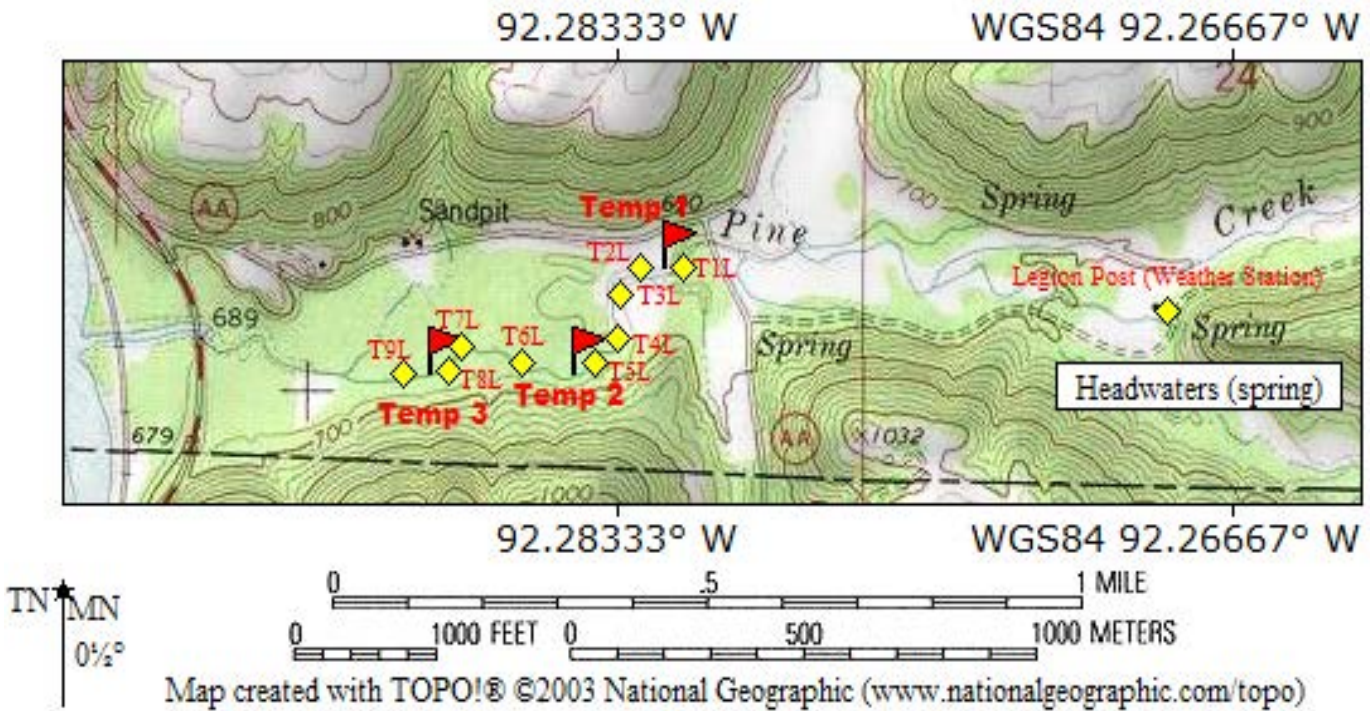 92.28333° W
WGS84 92.26667° W
24
900
AA
800
Sandpit
Temp 1
Pine
700
Spring
Creek
T2L
T1L
Legion Post (Weather Station)
T3L
689
T7L
T6L
T4L
Spring
Spring
T9L
T8L
T5L
Headwaters (spring)
Temp 3
Temp 2
700
679
AA
×1032
1000
92.28333° W
WGS84 92.26667° W
TN
MN
0½°
0 .5 1 MILE
0 1000 FEET 0 500 1000 METERS
Map created with TOPO!® ©2003 National Geographic (www.nationalgeographic.com/topo)